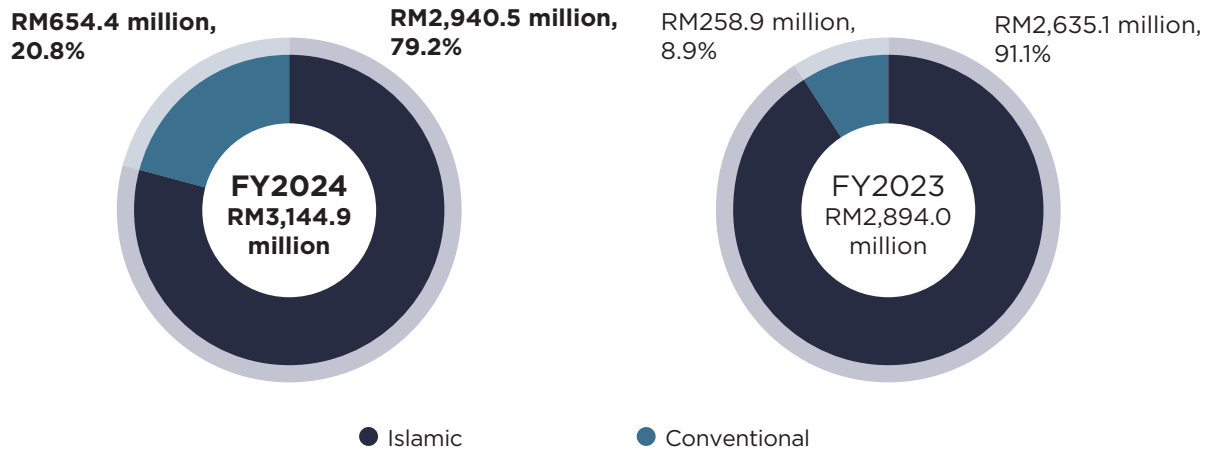 RM654.4 million,
20.8%
RM2,940.5 million,
79.2%
FY2024
RM3,144.9
million
RM258.9 million,
8.9%
RM2,635.1 million,
91.1%
FY2023
RM2,894.0
million
Islamic
Conventional